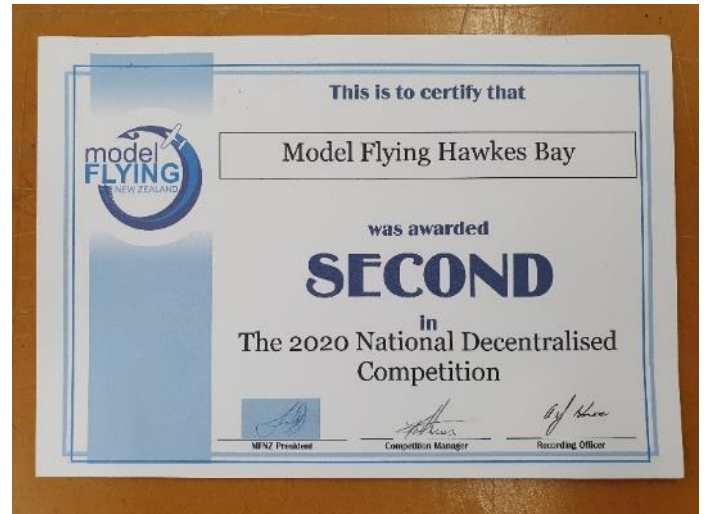 This is to certify that
model
FLYING
NEW ZEALAND
Model Flying Hawkes Bay
was awarded
SECOND
in
The 2020 National Decentralised
Competition
MFNZ President
Competition Manager
Recording Officer